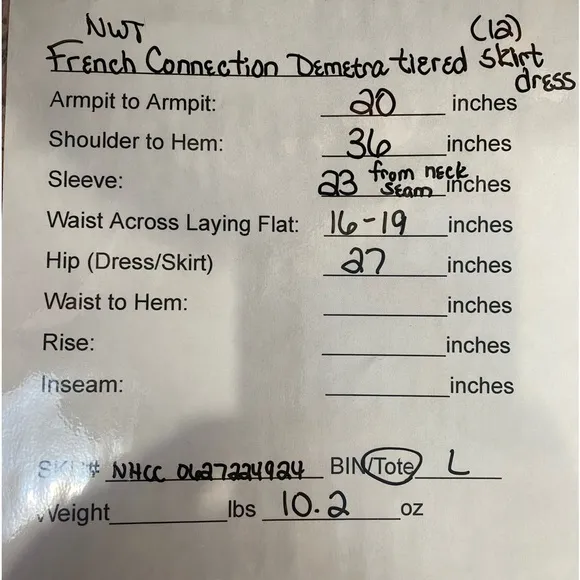 NWT (12)
French Connection Demetra tiered skirt
dress
Armpit to Armpit: 20 inches
Shoulder to Hem: 36 inches
Sleeve: 23 from neck seam inches
Waist Across Laying Flat: 16-19 inches
Hip (Dress/Skirt) 27 inches
Waist to Hem: inches
Rise: inches
Inseam: inches
SKU# NHCC 0627224924 BIN/Tote L
Weight lbs 10.2 oz